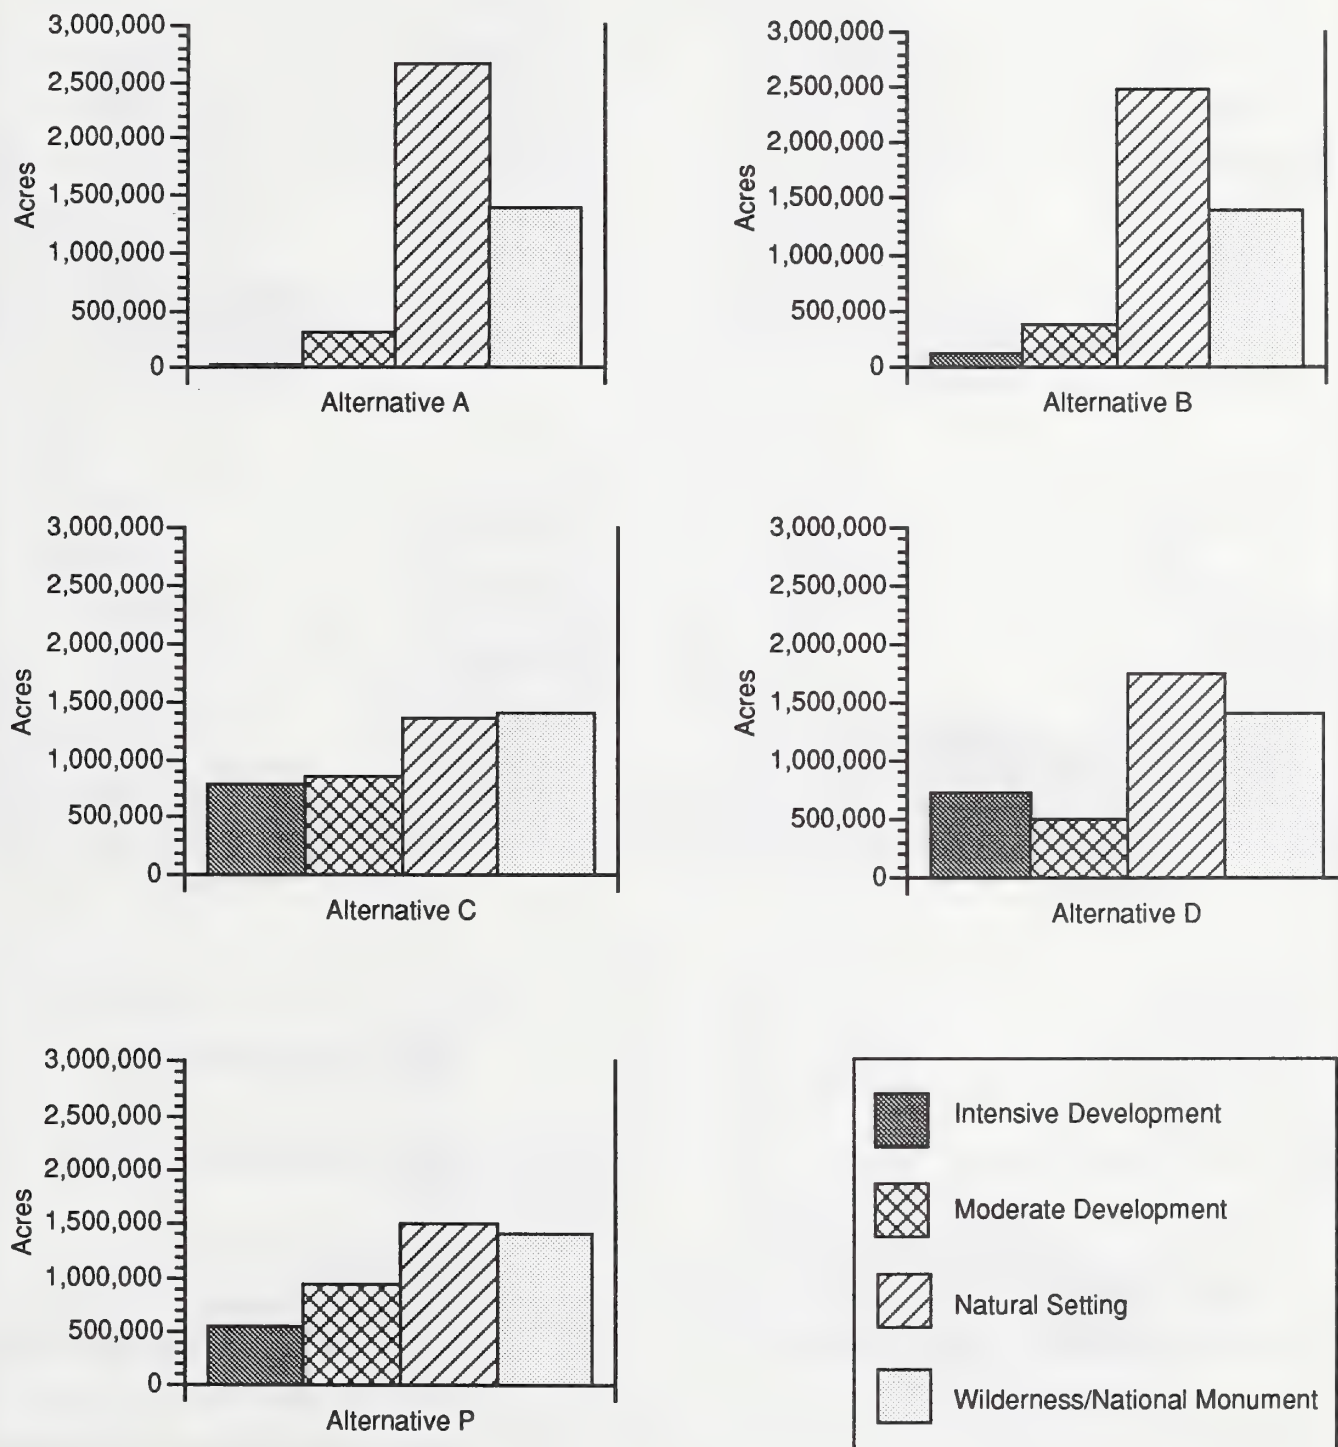 3,000,000
2,500,000
2,000,000
1,500,000
1,000,000
500,000
0
Acres
Alternative A
3,000,000
2,500,000
2,000,000
1,500,000
1,000,000
500,000
0
Acres
Alternative B
3,000,000
2,500,000
2,000,000
1,500,000
1,000,000
500,000
0
Acres
Alternative C
3,000,000
2,500,000
2,000,000
1,500,000
1,000,000
500,000
0
Acres
Alternative D
3,000,000
2,500,000
2,000,000
1,500,000
1,000,000
500,000
0
Acres
Alternative P
Intensive Development
Moderate Development
Natural Setting
Wilderness/National Monument